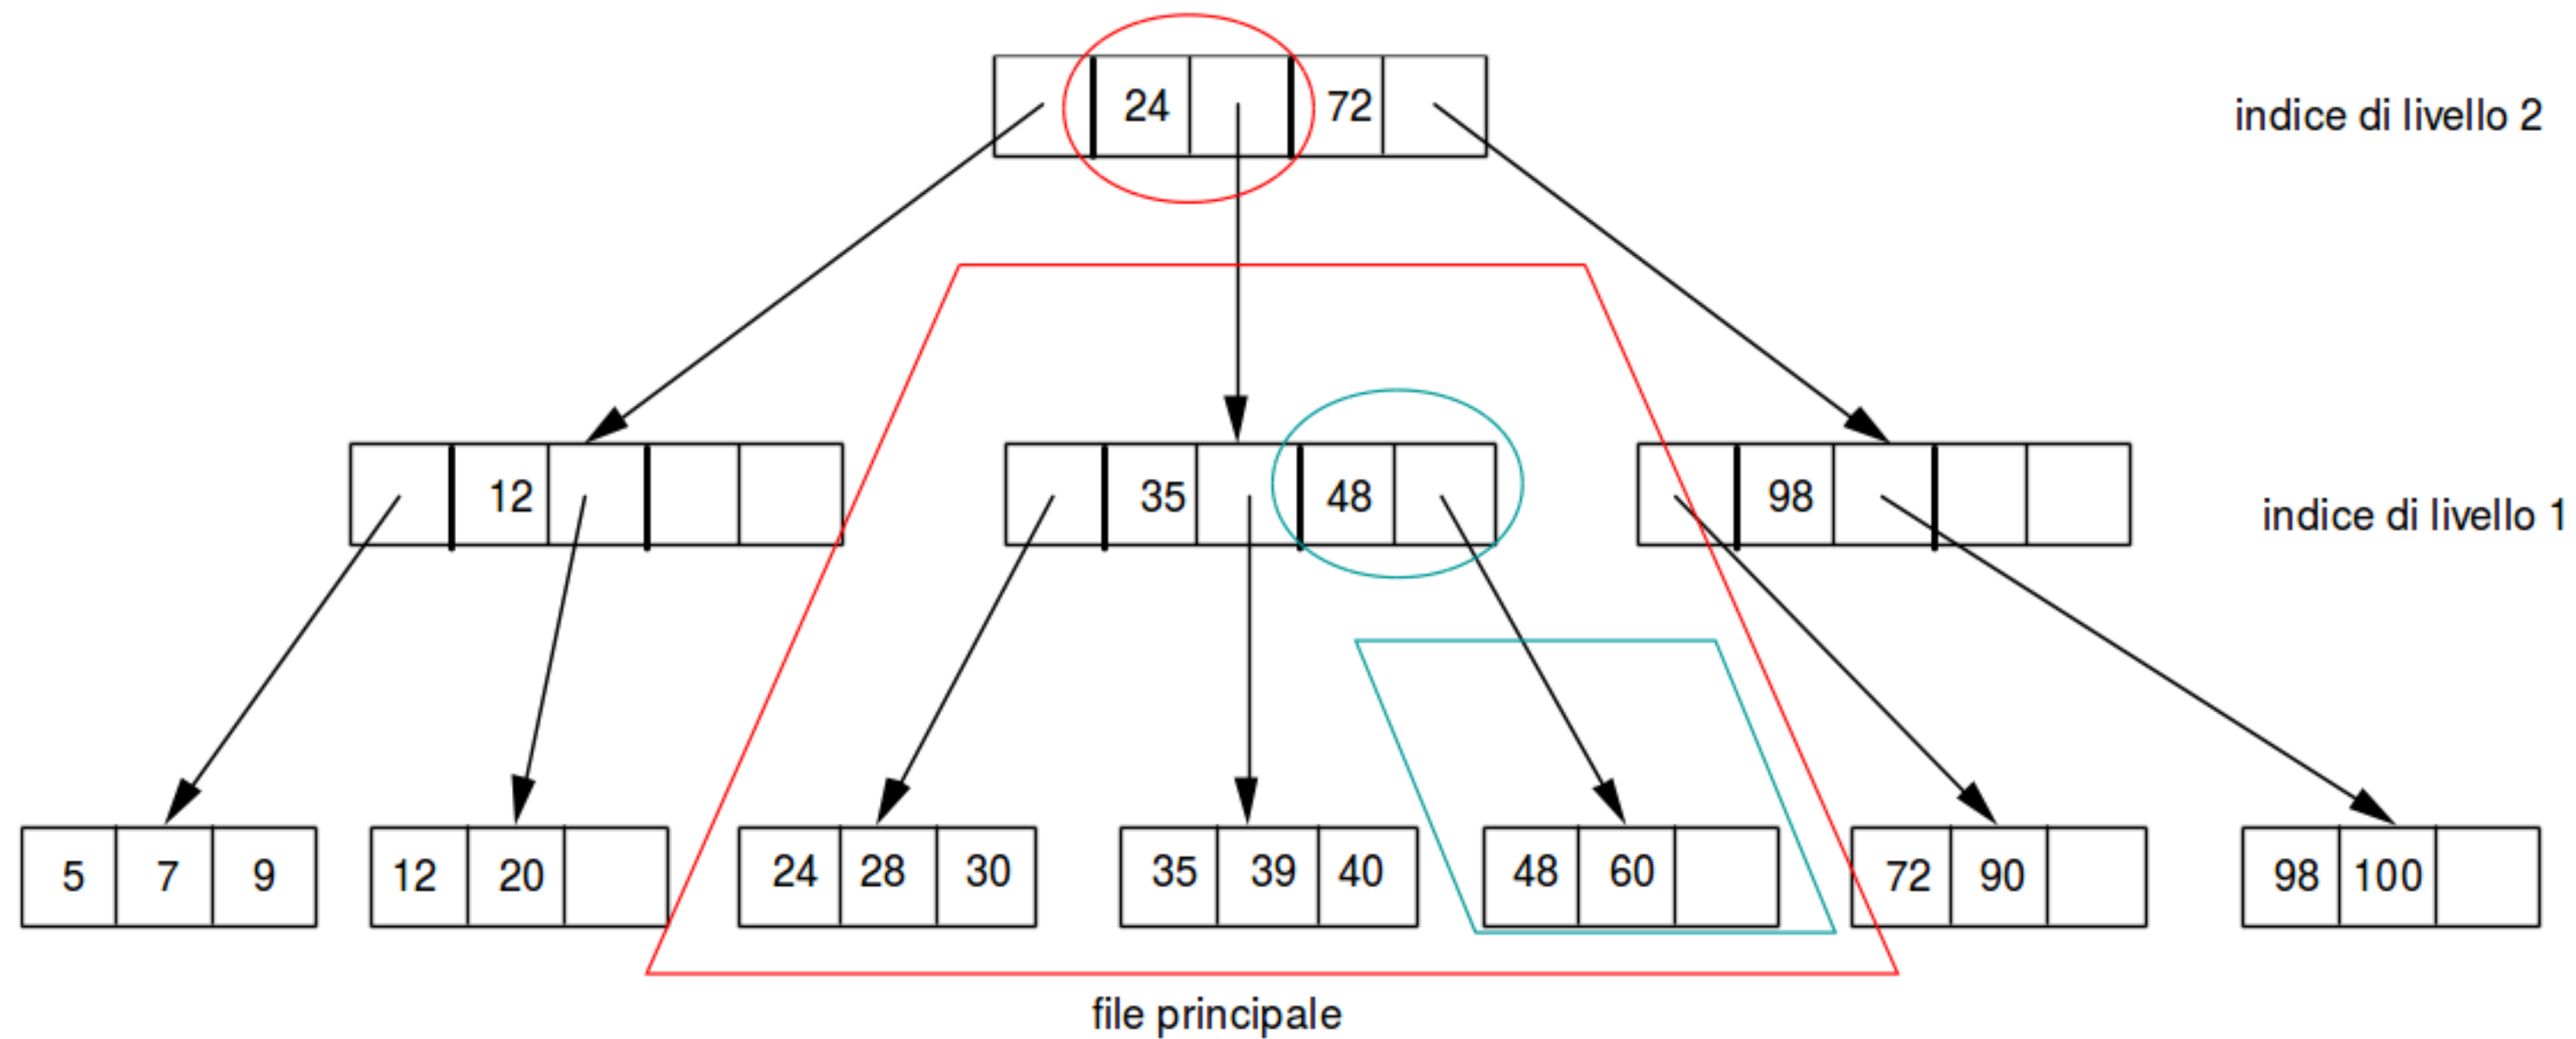 24 72
indice di livello 2
12 35 48 98
indice di livello 1
5 7 9 12 20 24 28 30 35 39 40 48 60 72 90 98 100
file principale